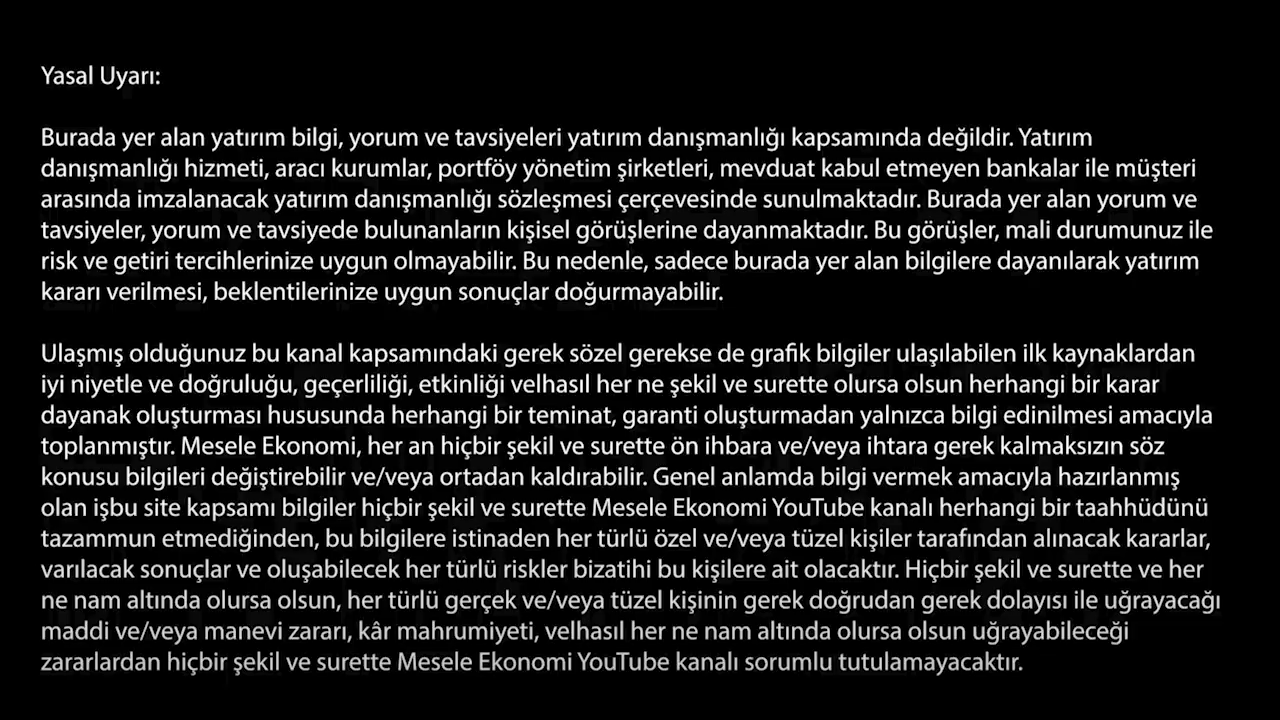 Yasal Uyarı:
Burada yer alan yatırım bilgi, yorum ve tavsiyeleri yatırım danışmanlığı kapsamında değildir. Yatırım
danışmanlığı hizmeti, aracı kurumlar, portföy yönetim şirketleri, mevduat kabul etmeyen bankalar ile müşteri
arasında imzalanacak yatırım danışmanlığı sözleşmesi çerçevesinde sunulmaktadır. Burada yer alan yorum ve
tavsiyeler, yorum ve tavsiyede bulunanların kişisel görüşlerine dayanmaktadır. Bu görüşler, mali durumunuz ile
risk ve getiri tercihlerinize uygun olmayabilir. Bu nedenle, sadece burada yer alan bilgilere dayanılarak yatırım
kararı verilmesi, beklentilerinize uygun sonuçlar doğurmayabilir.
Ulaşmış olduğunuz bu kanal kapsamındaki gerek sözel gerekse de grafik bilgiler ulaşılabilen ilk kaynaklardan
iyi niyetle ve doğruluğu, geçerliliği, etkinliği velhasıl her ne şekil ve surette olursa olsun herhangi bir karar
dayanak oluşturması hususunda herhangi bir teminat, garanti oluşturmadan yalnızca bilgi edinilmesi amacıyla
toplanmıştır. Mesele Ekonomi, her an hiçbir şekil ve surette ön ihbara ve/veya ihtara gerek kalmaksızın söz
konusu bilgileri değiştirebilir ve/veya ortadan kaldırabilir. Genel anlamda bilgi vermek amacıyla hazırlanmış
olan işbu site kapsamı bilgiler hiçbir şekil ve surette Mesele Ekonomi YouTube kanalı herhangi bir taahhüdünü
tazammun etmediğinden, bu bilgilere istinaden her türlü özel ve/veya tüzel kişiler tarafından alınacak kararlar,
varılacak sonuçlar ve oluşabilecek her türlü riskler bizatihi bu kişilere ait olacaktır. Hiçbir şekil ve surette ve her
ne nam altında olursa olsun, her türlü gerçek ve/veya tüzel kişinin gerek doğrudan gerek dolayısı ile uğrayacağı
maddi ve/veya manevi zararı, kâr mahrumiyeti, velhasıl her ne nam altında olursa olsun uğrayabileceği
zararlardan hiçbir şekil ve surette Mesele Ekonomi YouTube kanalı sorumlu tutulamayacaktır.